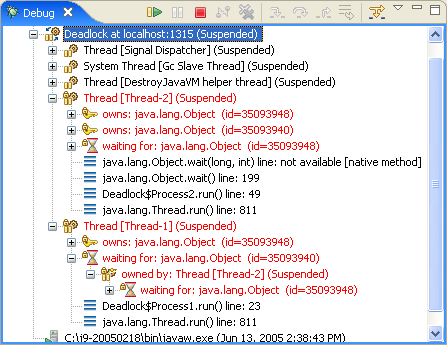 Debug
Deadlock at localhost:1315 (Suspended)
Thread [Signal Dispatcher] (Suspended)
System Thread [Gc Slave Thread] (Suspended)
Thread [DestroyJavaVM helper thread] (Suspended)
Thread [Thread-2] (Suspended)
owns: java.lang.Object (id=35093948)
owns: java.lang.Object (id=35093940)
waiting for: java.lang.Object (id=35093948)
java.lang.Object.wait(long, int) line: not available [native method]
java.lang.Object.wait() line: 199
Deadlock$Process2.run() line: 49
java.lang.Thread.run() line: 811
Thread [Thread-1] (Suspended)
owns: java.lang.Object (id=35093948)
waiting for: java.lang.Object (id=35093940)
owned by: Thread [Thread-2] (Suspended)
waiting for: java.lang.Object (id=35093948)
Deadlock$Process1.run() line: 23
java.lang.Thread.run() line: 811
C:\j9-20050218\bin\javaw.exe (Jun 13, 2005 2:38:43 PM)